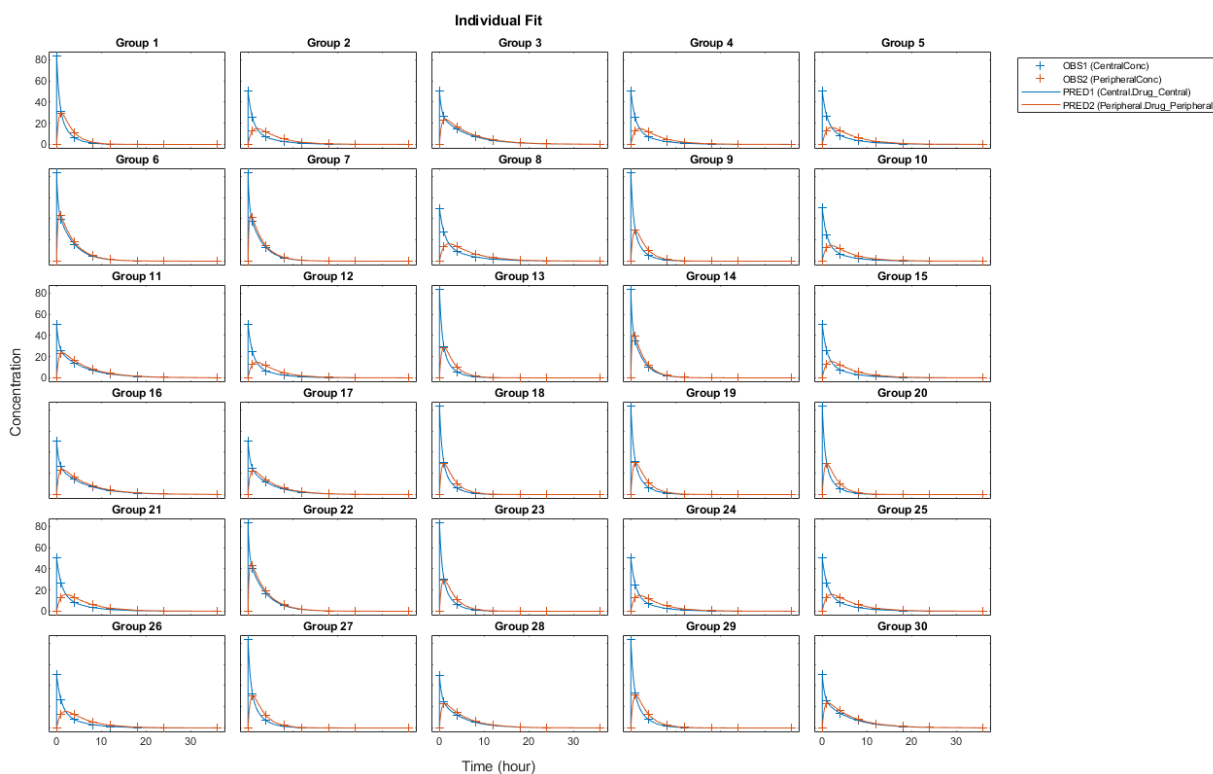 Individual Fit
Group 1
Group 2
Group 3
Group 4
Group 5
80
60
40
20
0
OBS1 (CentralConc)
OBS2 (PeripheralConc)
PRED1 (Central.Drug_Central)
PRED2 (Peripheral.Drug_Peripheral)
Group 6
Group 7
Group 8
Group 9
Group 10
Group 11
Group 12
Group 13
Group 14
Group 15
80
60
40
20
0
Concentration
Group 16
Group 17
Group 18
Group 19
Group 20
Group 21
Group 22
Group 23
Group 24
Group 25
80
60
40
20
0
Group 26
Group 27
Group 28
Group 29
Group 30
0 10 20 30
0 10 20 30
0 10 20 30
Time (hour)